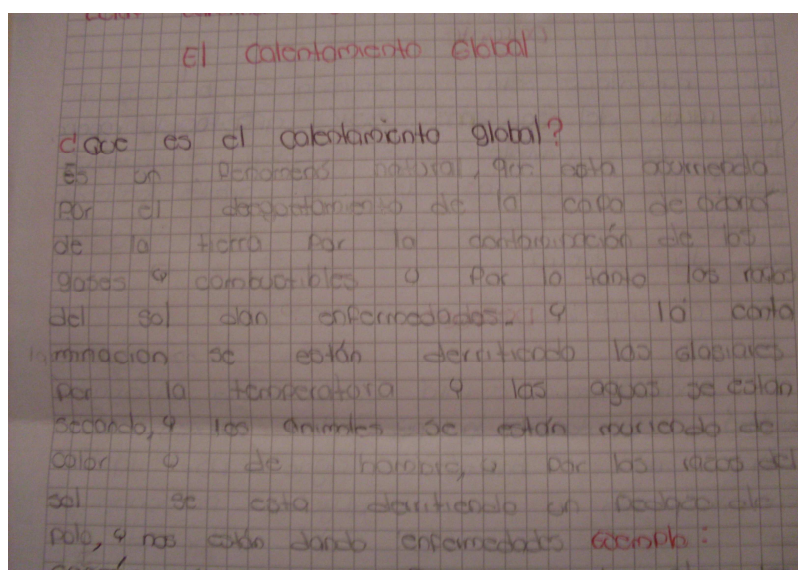 El Calentamiento Global
¿Que es el calentamiento global?
Es un fenomeno natural, que esta ocurriendo
por el desgastamiento de la capa de
de la tierra por la contaminación de los
gases y combustibles y por lo tanto los rayos
del sol dan enfermedades. y la conta
minacion se están derritiendo los glasiares
por la temperatura y las aguas se estan
secando, y los animales se están muriendo de
calor o de hambre, y por los rayos del
sol se esta derritiendo un pedazo de
polo, y nos están dando enfermedades Ejemplo: